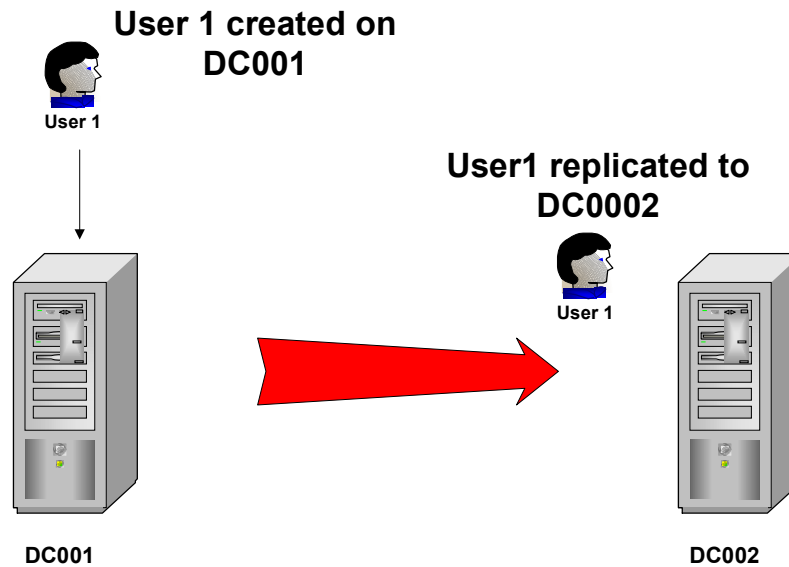 User 1 created on
DC001
User 1
User1 replicated to
DC0002
User 1
DC001
DC002